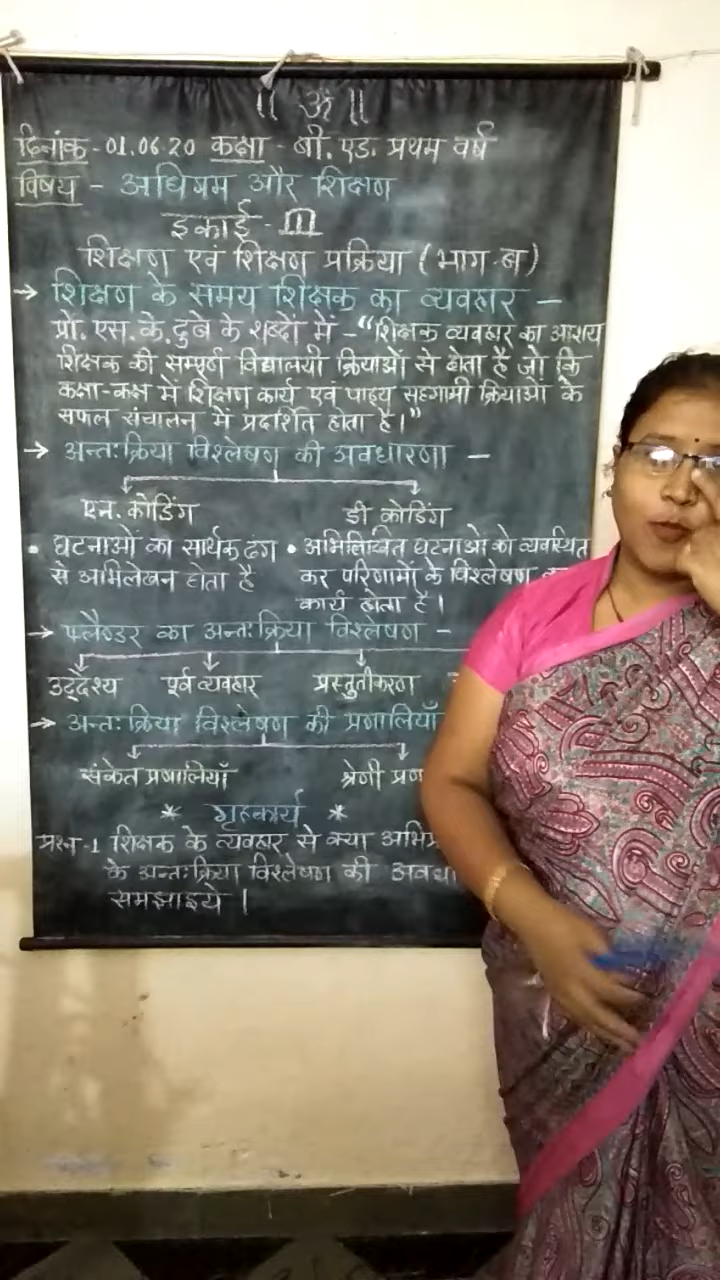 || ॐ ||
दिनांक - 01.06.20 कक्षा - बी. एड. प्रथम वर्ष
विषय - अधिगम और शिक्षण
इकाई - III
शिक्षण एवं शिक्षण प्रक्रिया ( भाग-ब )
→ शिक्षण के समय शिक्षक का व्यवहार -
प्रो. एस. के. दुबे के शब्दों में - "शिक्षक व्यवहार का आशय
शिक्षक की सम्पूर्ण विद्यालयी क्रियाओं से होता है जो कि
कक्षा-कक्ष में शिक्षण कार्य एवं पाठ्य सहगामी क्रियाओं के
सफल संचालन में प्रदर्शित होता है।"
→ अन्तःक्रिया विश्लेषण की अवधारणा -
एन. कोडिंग डी कोडिंग
• घटनाओं का सार्थक ढंग • अभिलिखित घटनाओं को व्यवस्थित
से अभिलेखन होता है कर परिणामों के विश्लेषण
कार्य होता है।
→ फ्लैण्डर का अन्तःक्रिया विश्लेषण -
उद्देश्य पूर्व व्यवहार प्रस्तुतीकरण
→ अन्तः क्रिया विश्लेषण की प्रणालियाँ
संकेत प्रणालियाँ श्रेणी
* गृहकार्य *
प्रश्न-1 शिक्षक के व्यवहार से क्या
के अन्तःक्रिया विश्लेषण की
समझाइये।